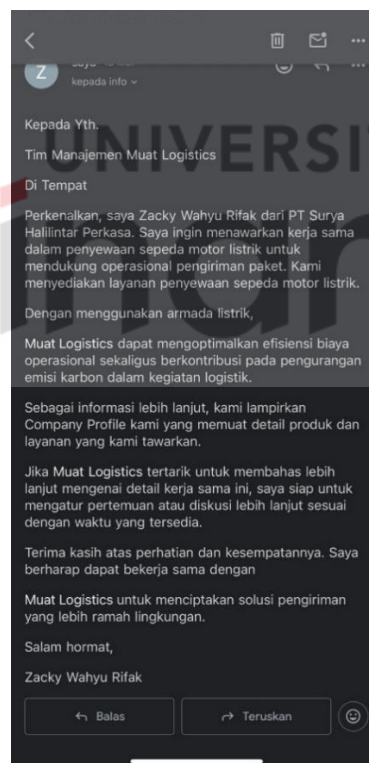 Z
kepada info
Kepada Yth.
Tim Manajemen Muat Logistics
Di Tempat
Perkenalkan, saya Zacky Wahyu Rifak dari PT Surya
Halilintar Perkasa. Saya ingin menawarkan kerja sama
dalam penyewaan sepeda motor listrik untuk
mendukung operasional pengiriman paket. Kami
menyediakan layanan penyewaan sepeda motor listrik.
Dengan menggunakan armada listrik,
Muat Logistics dapat mengoptimalkan efisiensi biaya
operasional sekaligus berkontribusi pada pengurangan
emisi karbon dalam kegiatan logistik.
Sebagai informasi lebih lanjut, kami lampirkan
Company Profile kami yang memuat detail produk dan
layanan yang kami tawarkan.
Jika Muat Logistics tertarik untuk membahas lebih
lanjut mengenai detail kerja sama ini, saya siap untuk
mengatur pertemuan atau diskusi lebih lanjut sesuai
dengan waktu yang tersedia.
Terima kasih atas perhatian dan kesempatannya. Saya
berharap dapat bekerja sama dengan
Muat Logistics untuk menciptakan solusi pengiriman
yang lebih ramah lingkungan.
Salam hormat,
Zacky Wahyu Rifak
Balas
Teruskan
UNIVERSI